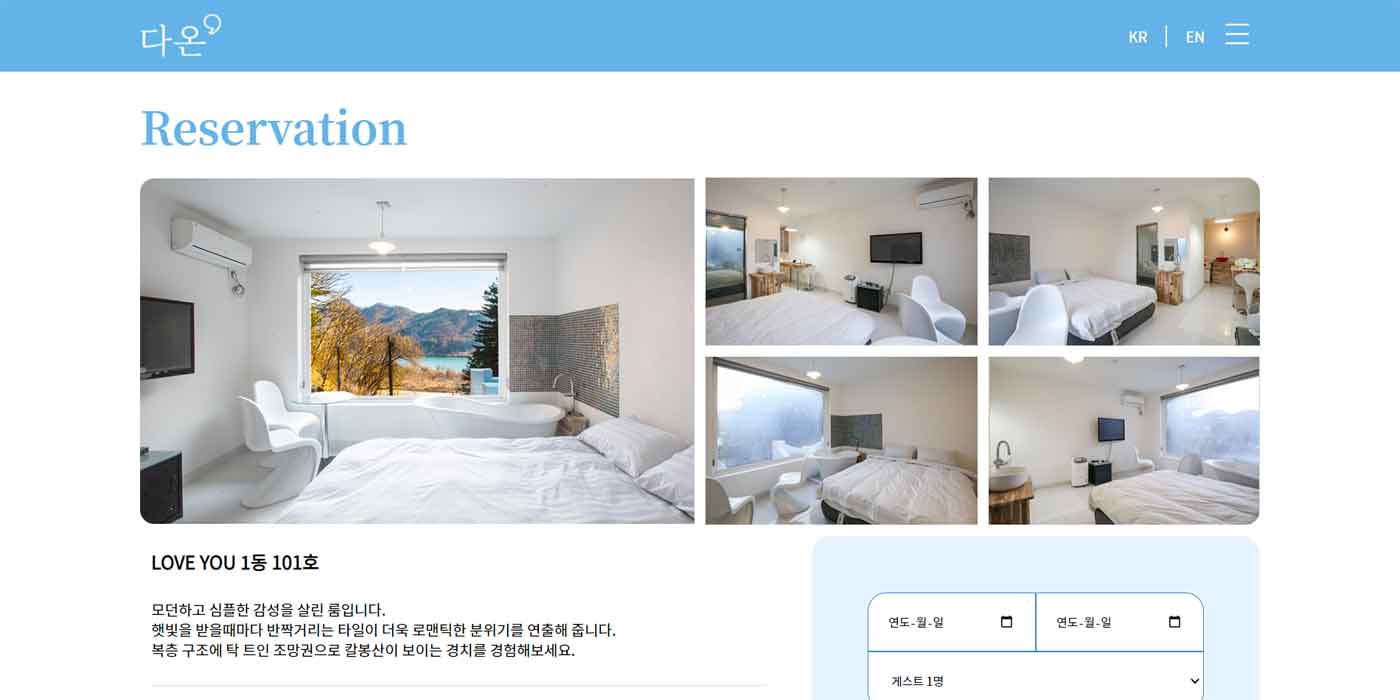 다온
KR | EN
Reservation
LOVE YOU 1동 101호
모던하고 심플한 감성을 살린 룸입니다.
햇빛을 받을때마다 반짝거리는 타일이 더욱 로맨틱한 분위기를 연출해 줍니다.
복층 구조에 탁 트인 조망권으로 칼봉산이 보이는 경치를 경험해보세요.
연도-월-일
연도-월-일
게스트 1명